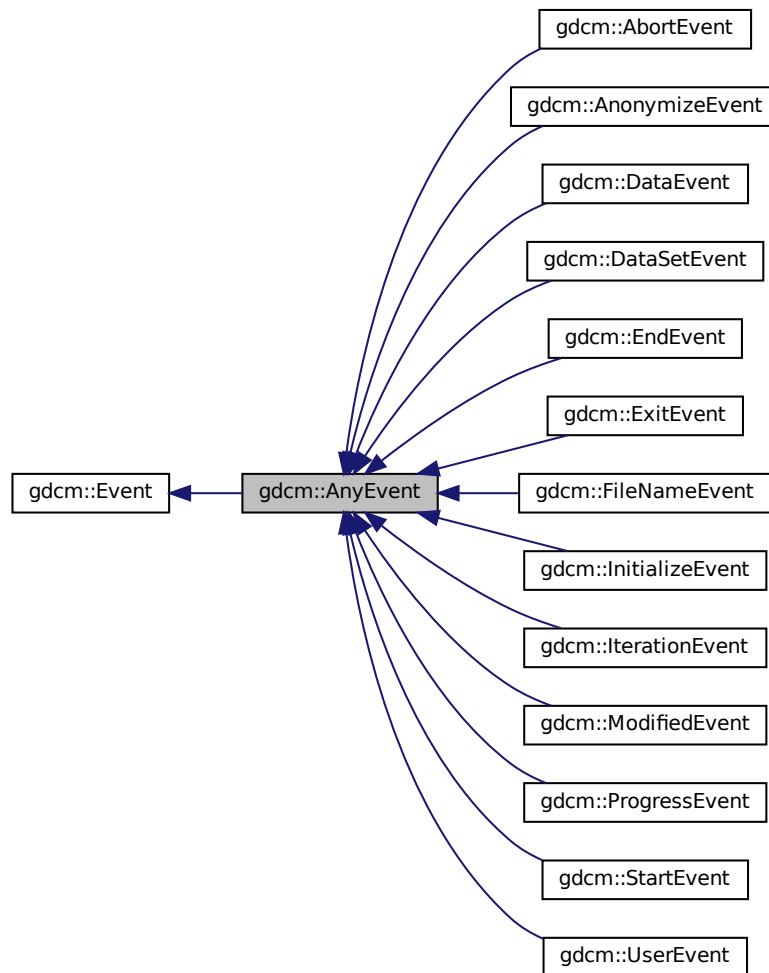 gdcm::AbortEvent
gdcm::AnonymizeEvent
gdcm::DataEvent
gdcm::DataSetEvent
gdcm::EndEvent
gdcm::ExitEvent
gdcm::Event
gdcm::AnyEvent
gdcm::FileNameEvent
gdcm::InitializeEvent
gdcm::IterationEvent
gdcm::ModifiedEvent
gdcm::ProgressEvent
gdcm::StartEvent
gdcm::UserEvent